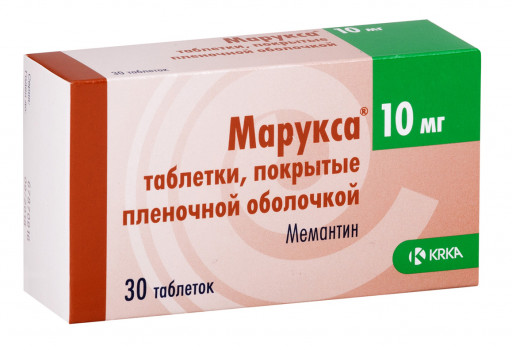 таблетки, покрытые
пленочной оболочкой
10 мг
30 таблеток
Марукса®
10 мг
таблетки, покрытые
пленочной оболочкой
Мемантин
KRKA
30 таблеток